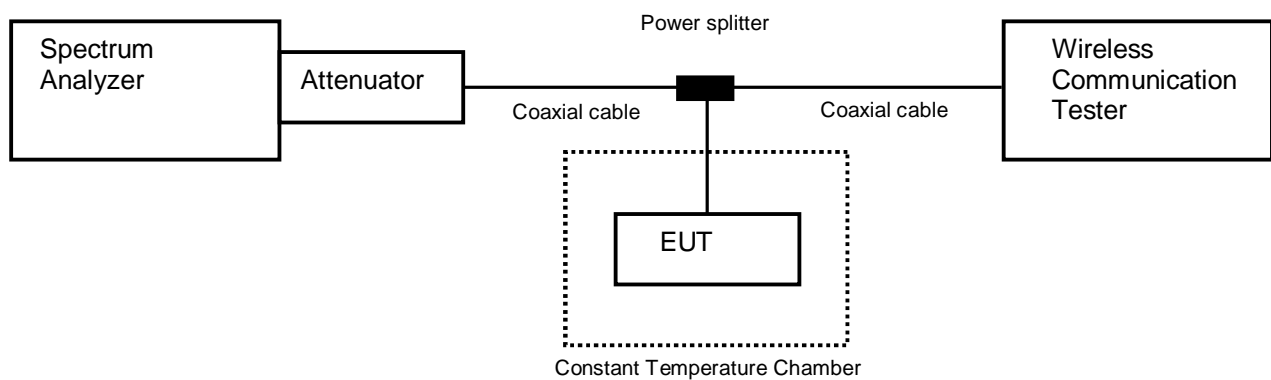 Power splitter
Spectrum
Analyzer
Attenuator
Wireless
Communication
Tester
Coaxial cable
Coaxial cable
EUT
Constant Temperature Chamber